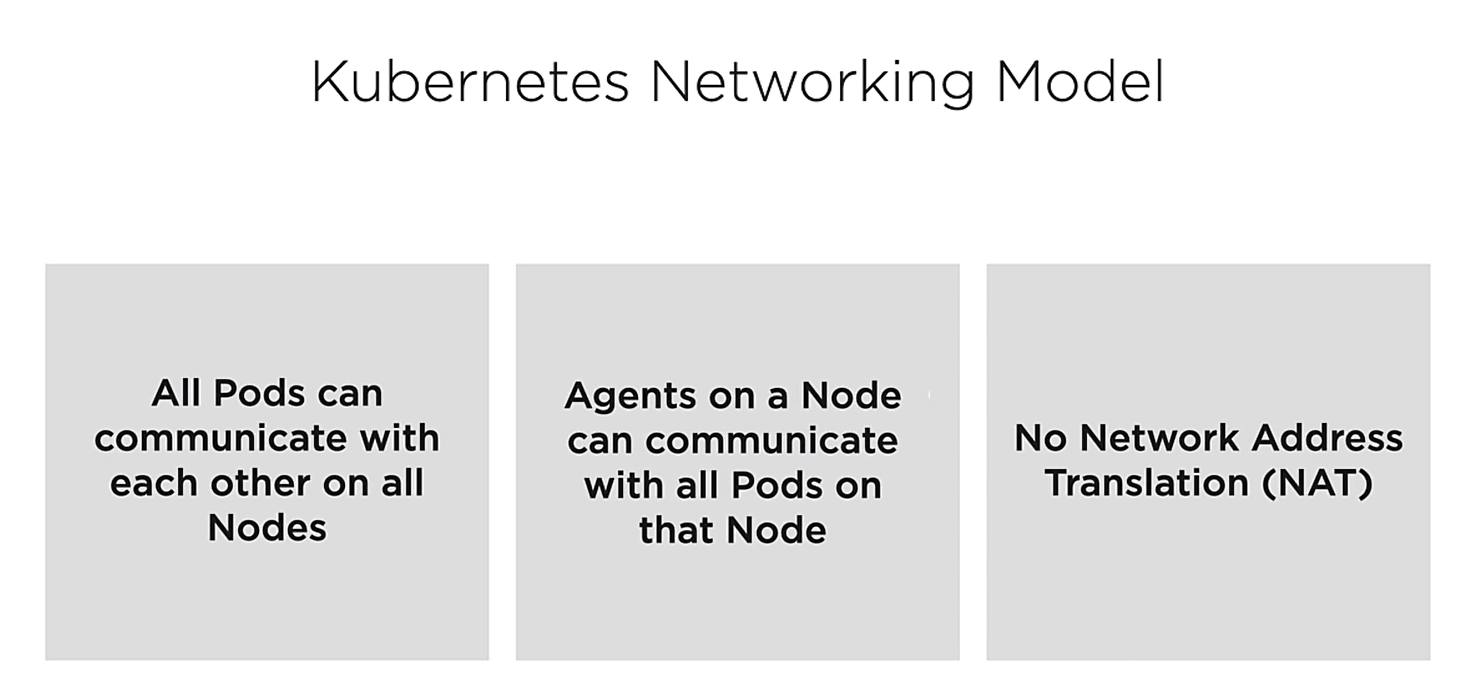 Kubernetes Networking Model
All Pods can
communicate with
each other on all
Nodes
Agents on a Node
can communicate
with all Pods on
that Node
No Network Address
Translation (NAT)